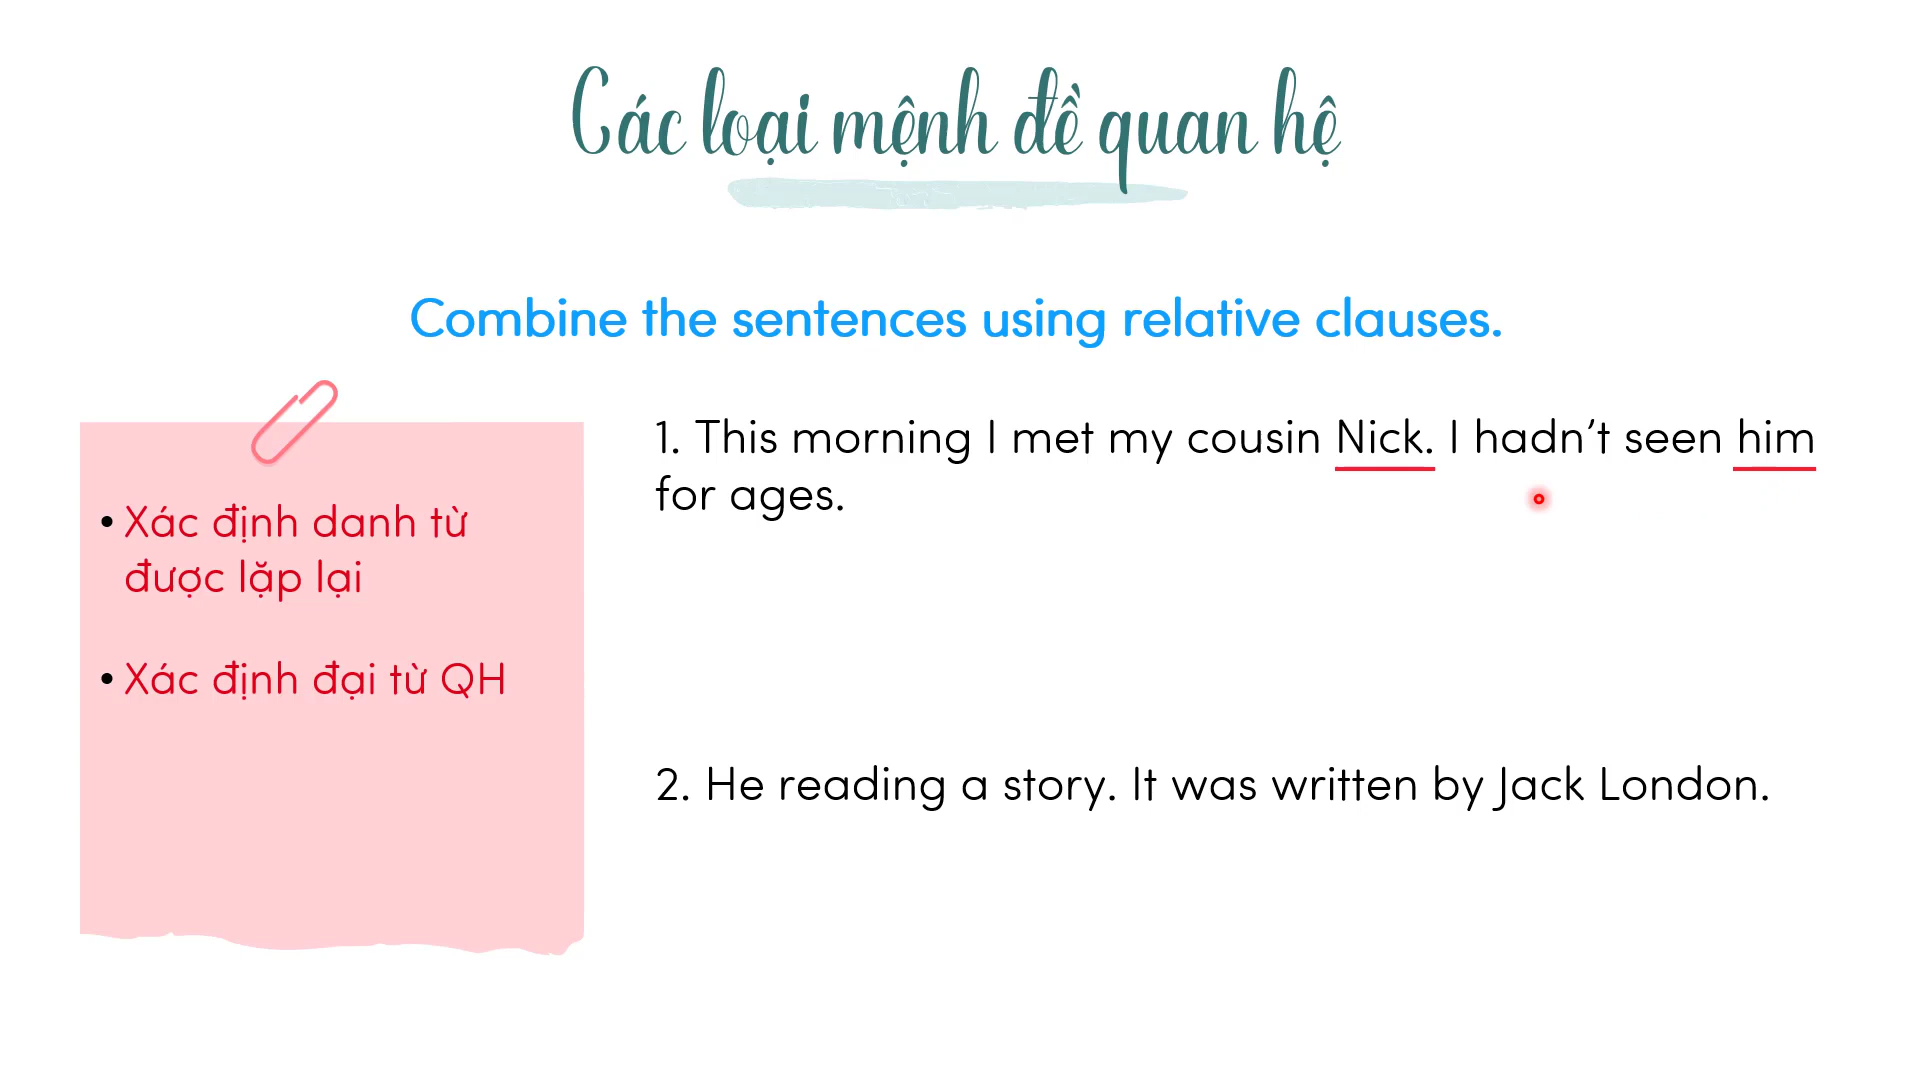 Các loại mệnh đề quan hệ
Combine the sentences using relative clauses.
• Xác định danh từ
được lặp lại
• Xác định đại từ QH
1. This morning I met my cousin Nick. I hadn’t seen him
for ages.
2. He reading a story. It was written by Jack London.